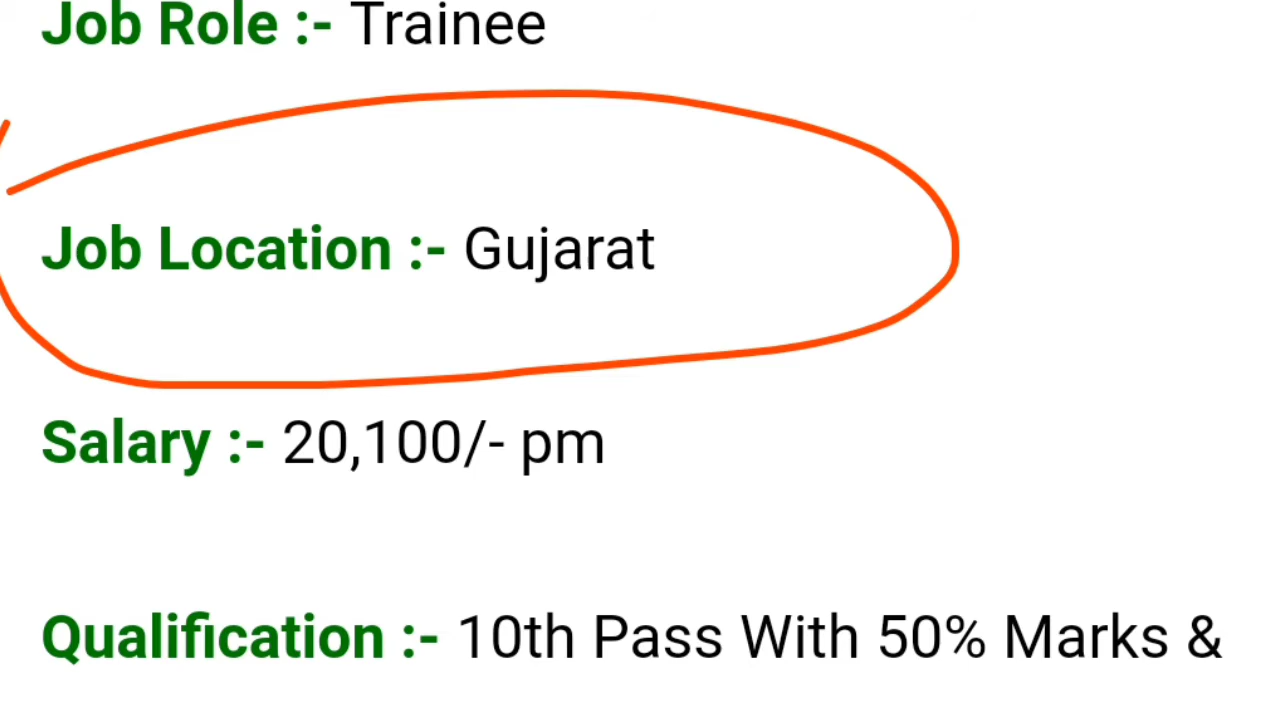 Job Role :- Trainee
Job Location :- Gujarat
Salary :- 20,100/- pm
Qualification :- 10th Pass With 50% Marks &